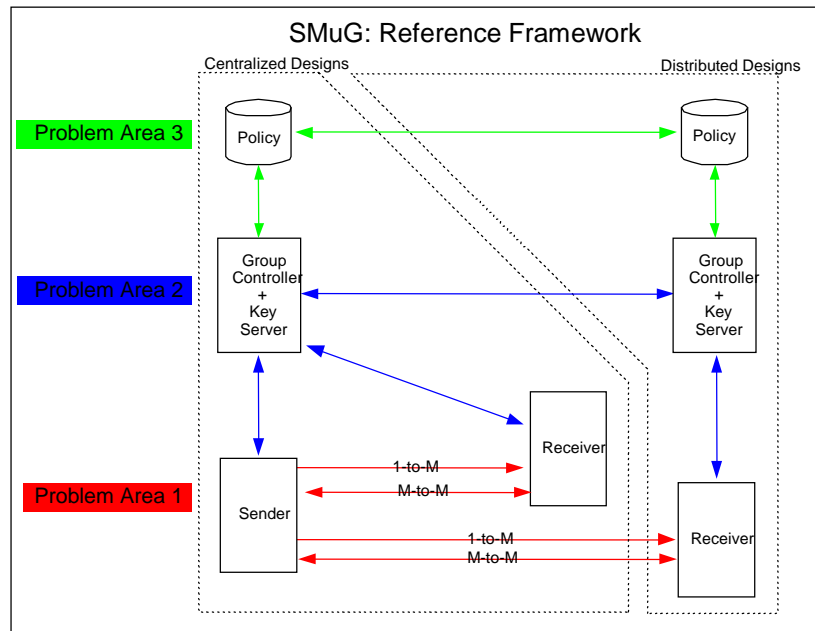 SMuG: Reference Framework
Centralized Designs
Distributed Designs
Problem Area 3
Policy
Policy
Problem Area 2
Group
Controller
+
Key
Server
Group
Controller
+
Key
Server
Receiver
1-to-M
M-to-M
Problem Area 1
Sender
1-to-M
M-to-M
Receiver